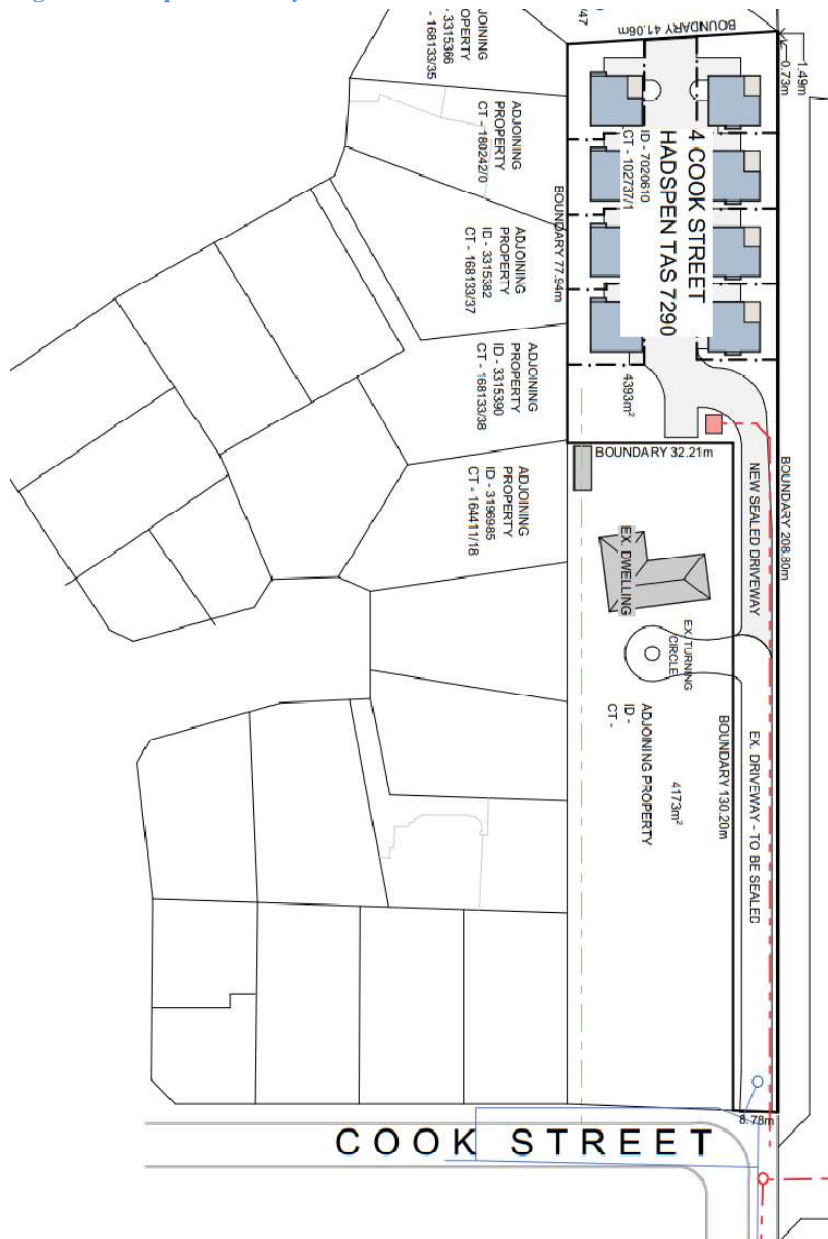 BOUNDARY 41.06m
1.49m
0.73m
JOINING
OPERTY
- 3315366
- 168133/35
/47
ADJOINING
PROPERTY
CT - 180242/0
4 COOK STREET
HADSPEN TAS 7290
ID - 7020610
CT - 102737/1
BOUNDARY 77.94m
ADJOINING
PROPERTY
ID - 3315382
CT - 168133/37
ADJOINING
PROPERTY
ID - 3315390
CT - 168133/38
4393m²
BOUNDARY 32.21m
BOUNDARY 208.80m
NEW SEALED DRIVEWAY
ADJOINING
PROPERTY
ID - 3196985
CT - 164411/18
EX. DWELLING
EX. TURNING
CIRCLE
ADJOINING PROPERTY
ID -
CT -
4173m²
BOUNDARY 130.20m
EX. DRIVEWAY - TO BE SEALED
8.78m
COOK STREET